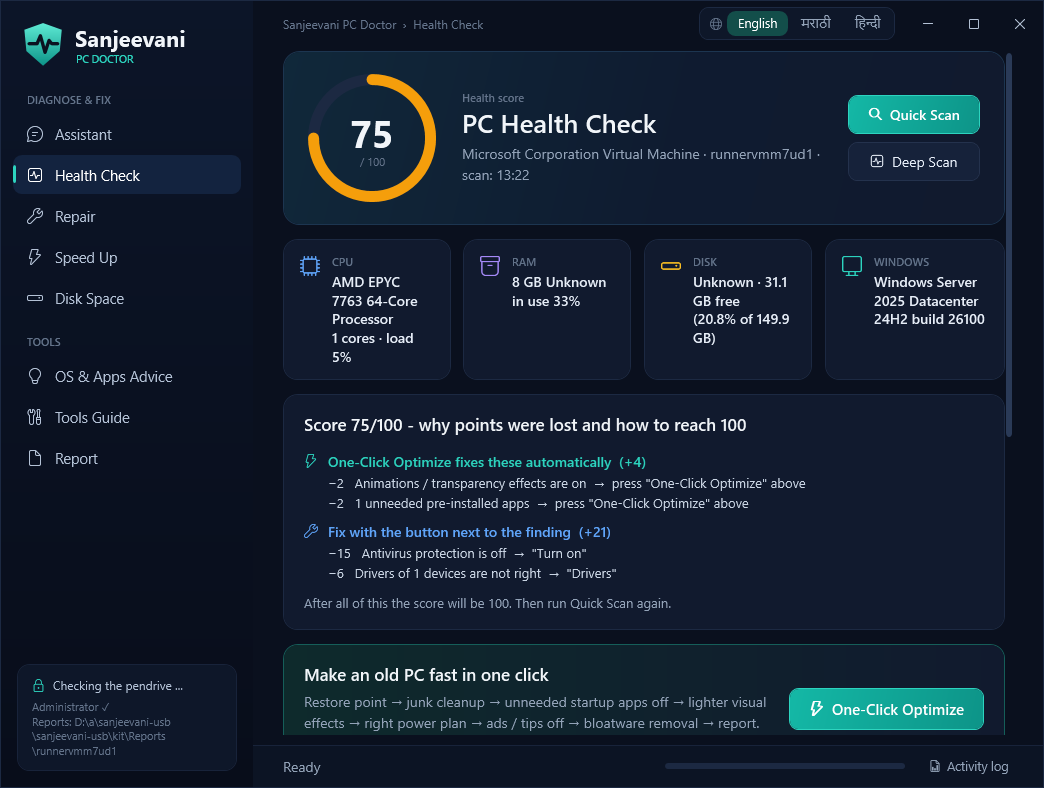 Sanjeevani
PC DOCTOR
DIAGNOSE & FIX
Assistant
Health Check
Repair
Speed Up
Disk Space
TOOLS
OS & Apps Advice
Tools Guide
Report
Checking the pendrive ...
Administrator ✓
Reports: D:\a\sanjeevani-usb
\sanjeevani-usb\kit\Reports
\runnervmm7ud1
Sanjeevani PC Doctor › Health Check
English मराठी हिन्दी
75
/ 100
Health score
PC Health Check
Microsoft Corporation Virtual Machine · runnervmm7ud1 ·
scan: 13:22
Quick Scan
Deep Scan
CPU
AMD EPYC
7763 64-Core
Processor
1 cores · load
5%
RAM
8 GB Unknown
in use 33%
DISK
Unknown · 31.1
GB free
(20.8% of 149.9
GB)
WINDOWS
Windows Server
2025 Datacenter
24H2 build 26100
Score 75/100 - why points were lost and how to reach 100
One-Click Optimize fixes these automatically (+4)
−2 Animations / transparency effects are on → press "One-Click Optimize" above
−2 1 unneeded pre-installed apps → press "One-Click Optimize" above
Fix with the button next to the finding (+21)
−15 Antivirus protection is off → "Turn on"
−6 Drivers of 1 devices are not right → "Drivers"
After all of this the score will be 100. Then run Quick Scan again.
Make an old PC fast in one click
Restore point → junk cleanup → unneeded startup apps off → lighter visual
effects → right power plan → ads / tips off → bloatware removal → report.
One-Click Optimize
Ready
Activity log